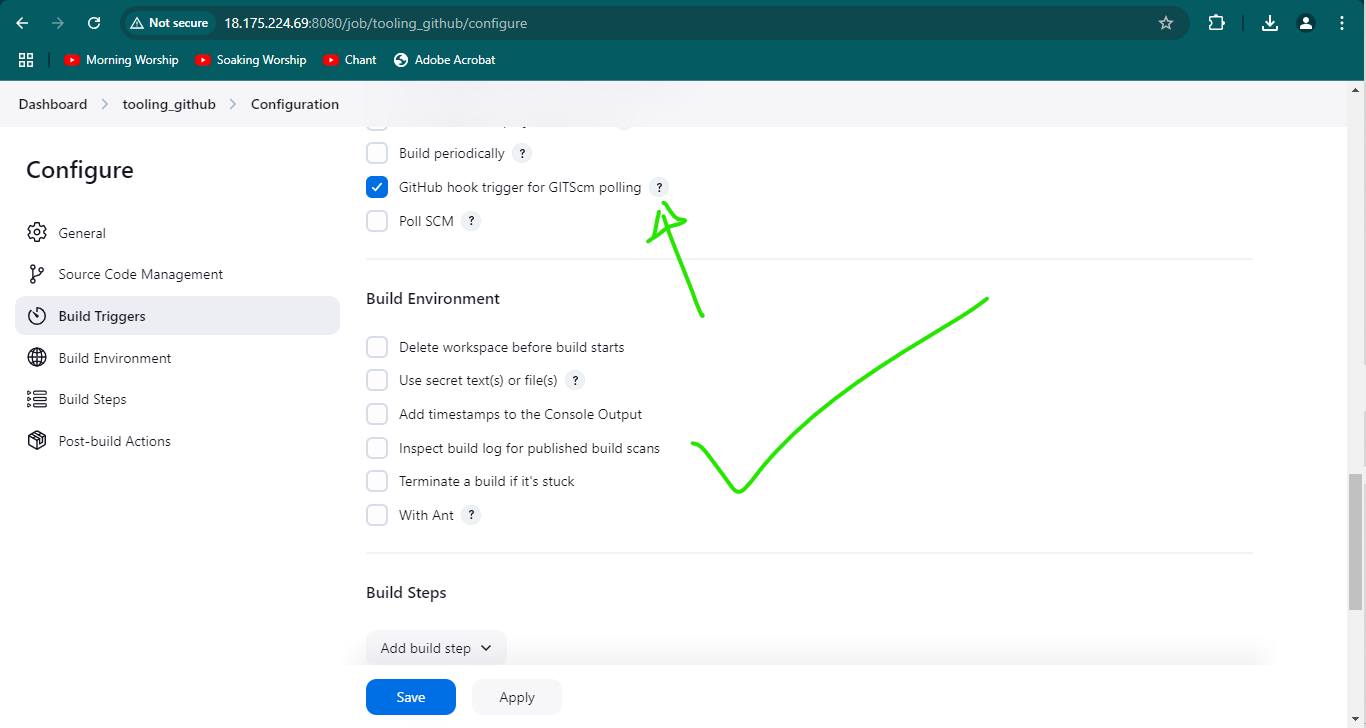 Not secure 18.175.224.69:8080/job/tooling_github/configure
Morning Worship Soaking Worship Chant Adobe Acrobat
Dashboard tooling_github Configuration
Configure
General
Source Code Management
Build Triggers
Build Environment
Build Steps
Post-build Actions
Build periodically ?
GitHub hook trigger for GITScm polling ?
Poll SCM ?
Build Environment
Delete workspace before build starts
Use secret text(s) or file(s) ?
Add timestamps to the Console Output
Inspect build log for published build scans
Terminate a build if it's stuck
With Ant ?
Build Steps
Add build step
Save Apply